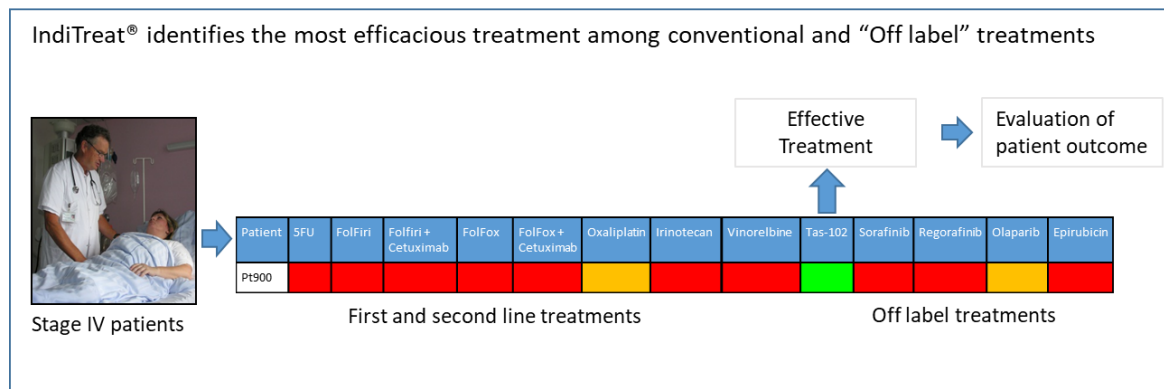 IndiTreat® identifies the most efficacious treatment among conventional and “Off label” treatments
Effective
Treatment
Evaluation of
patient outcome
Patient 5FU FolFiri Folfiri + Cetuximab FolFox FolFox + Cetuximab Oxaliplatin Irinotecan Vinorelbine Tas-102 Sorafinib Regorafinib Olaparib Epirubicin
Pt900
Stage IV patients
First and second line treatments
Off label treatments